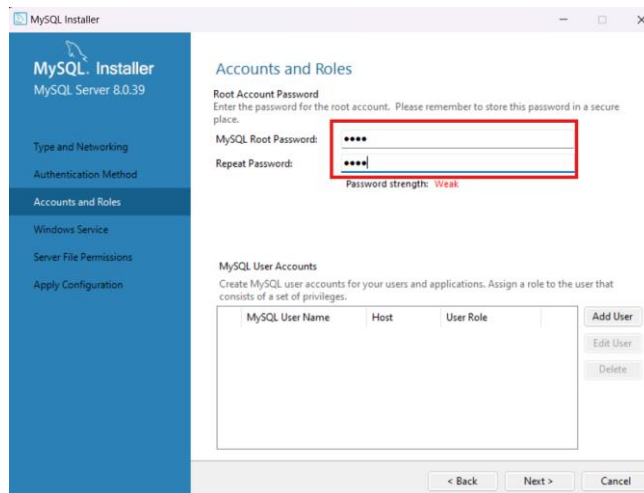 MySQL Installer
MySQL. Installer
MySQL Server 8.0.39
Type and Networking
Authentication Method
Accounts and Roles
Windows Service
Server File Permissions
Apply Configuration
Accounts and Roles
Root Account Password
Enter the password for the root account. Please remember to store this password in a secure
place.
MySQL Root Password: ••••
Repeat Password: ••••
Password strength: Weak
MySQL User Accounts
Create MySQL user accounts for your users and applications. Assign a role to the user that
consists of a set of privileges.
MySQL User Name Host User Role
Add User
Edit User
Delete
< Back Next > Cancel